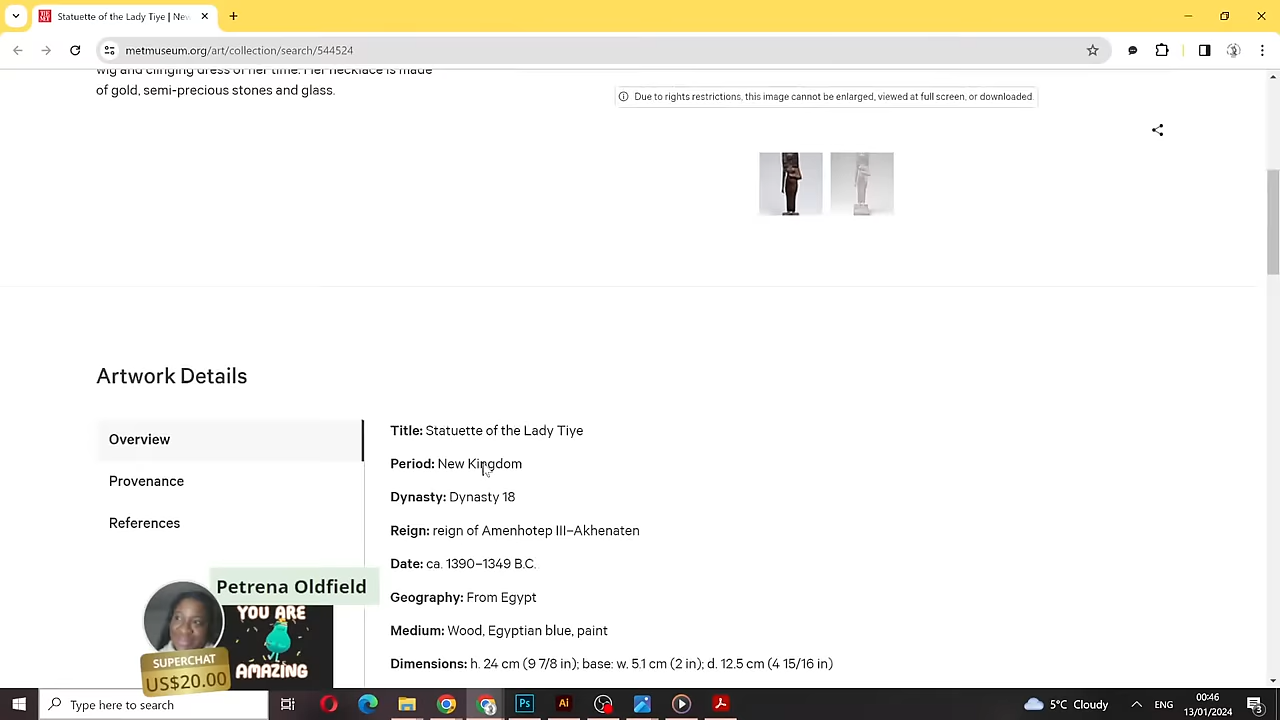 Statuette of the Lady Tiye | Ne
metmuseum.org/art/collection/search/544524
wig and clinging dress of her time. Her necklace is made
of gold, semi-precious stones and glass.
Due to rights restrictions, this image cannot be enlarged, viewed at full screen, or downloaded.
Artwork Details
Overview
Provenance
References
Title: Statuette of the Lady Tiye
Period: New Kingdom
Dynasty: Dynasty 18
Reign: reign of Amenhotep III–Akhenaten
Date: ca. 1390–1349 B.C.
Geography: From Egypt
Medium: Wood, Egyptian blue, paint
Dimensions: h. 24 cm (9 7/8 in); base: w. 5.1 cm (2 in); d. 12.5 cm (4 15/16 in)
Petrena Oldfield
YOU ARE
AMAZING
SUPERCHAT
US$20.00
Type here to search
Ps
Ai
5°C Cloudy
ENG
00:46
13/01/2024
3